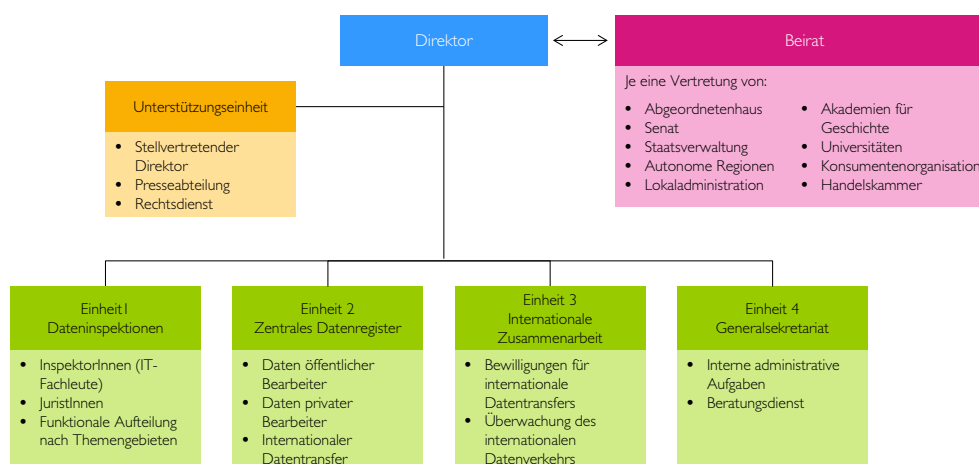 Direktor
Beirat
Je eine Vertretung von:
• Abgeordnetenhaus
• Senat
• Staatsverwaltung
• Autonome Regionen
• Lokaladministration
• Akademien für
Geschichte
• Universitäten
• Konsumentenorganisation
• Handelskammer
Unterstützungseinheit
• Stellvertretender
Direktor
• Presseabteilung
• Rechtsdienst
Einheit1
Dateninspektionen
• InspektorInnen (IT-
Fachleute)
• JuristInnen
• Funktionale Aufteilung
nach Themengebieten
Einheit 2
Zentrales Datenregister
• Daten öffentlicher
Bearbeiter
• Daten privater
Bearbeiter
• Internationaler
Datentransfer
Einheit 3
Internationale
Zusammenarbeit
• Bewilligungen für
internationale
Datentransfers
• Überwachung des
internationalen
Datenverkehrs
Einheit 4
Generalsekretariat
• Interne administrative
Aufgaben
• Beratungsdienst